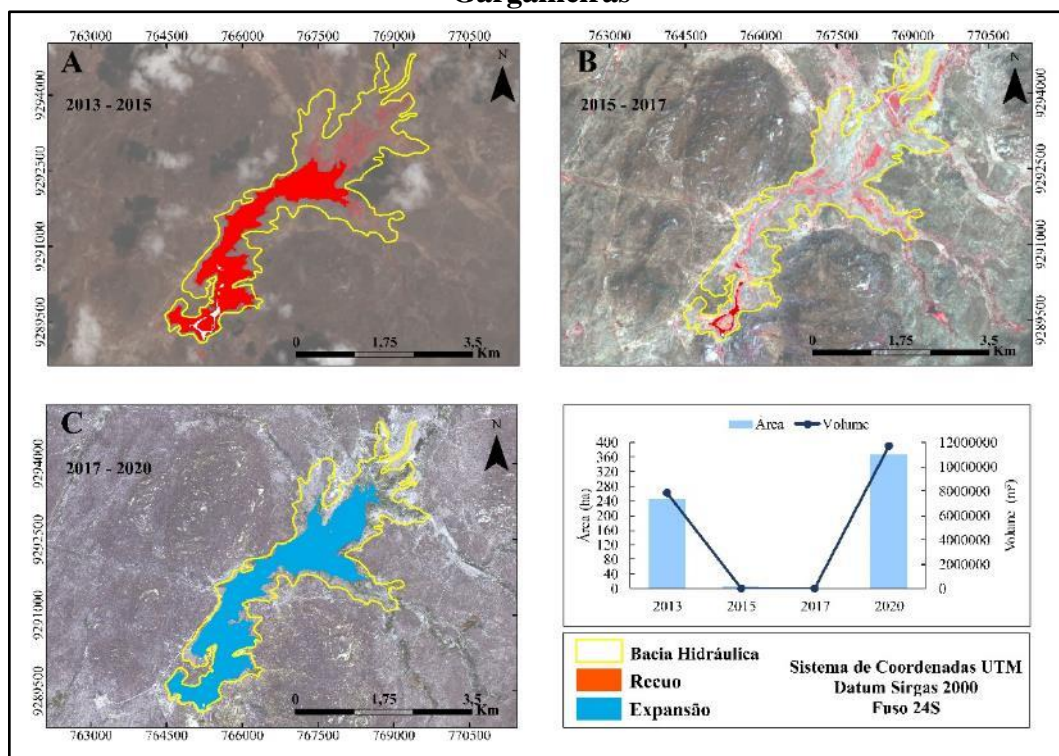 Gargalheiras
763000 764500 766000 767500 769000 770500
763000 764500 766000 767500 769000 770500
A
N
2013 - 2015
9294000
9292500
9291000
9289500
0 1,75 3,5
Km
B
N
2015 - 2017
9294000
9292500
9291000
9289500
0 1,75 3,5
Km
C
N
2017 - 2020
9294000
9292500
9291000
9289500
0 1,75 3,5
Km
763000 764500 766000 767500 769000 770500
Área Volume
Área (ha)
400
360
320
280
240
200
160
120
80
40
0
Volume (m³)
12000000
10000000
8000000
6000000
4000000
2000000
0
2013 2015 2017 2020
Bacia Hidráulica
Recuo
Expansão
Sistema de Coordenadas UTM
Datum Sirgas 2000
Fuso 24S